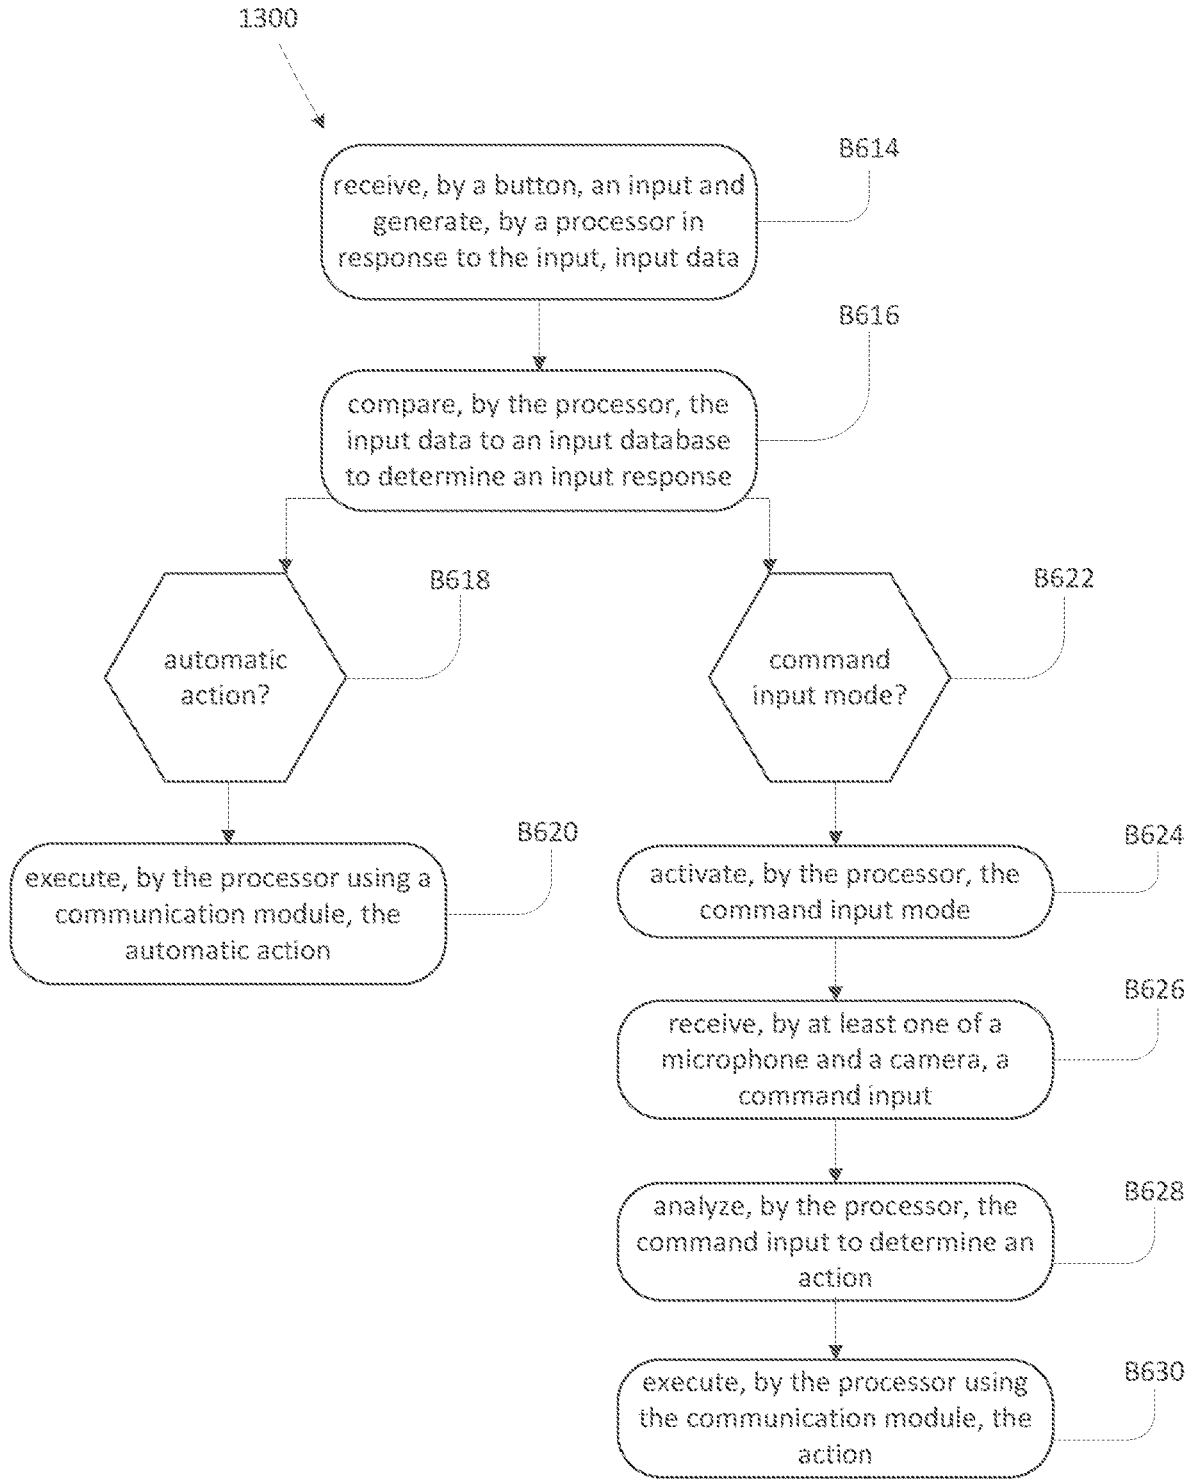 1300
B614
receive, by a button, an input and
generate, by a processor in
response to the input, input data
B616
compare, by the processor, the
input data to an input database
to determine an input response
B618
automatic
action?
B622
command
input mode?
B620
execute, by the processor using a
communication module, the
automatic action
B624
activate, by the processor, the
command input mode
B626
receive, by at least one of a
microphone and a camera, a
command input
B628
analyze, by the processor, the
command input to determine an
action
B630
execute, by the processor using
the communication module, the
action